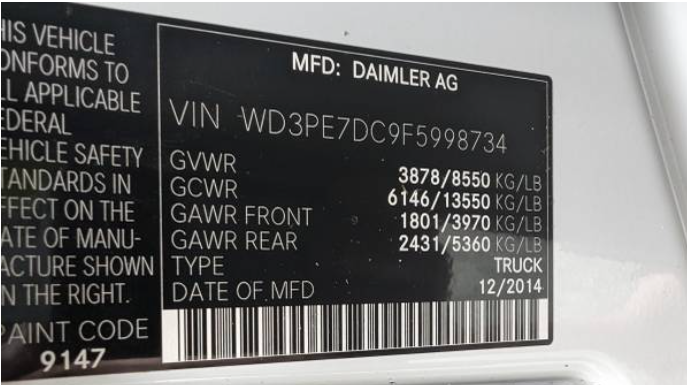 HIS VEHICLE
ONFORMS TO
L APPLICABLE
EDERAL
EHICLE SAFETY
TANDARDS IN
FFECT ON THE
ATE OF MANU-
ACTURE SHOWN
N THE RIGHT.
AINT CODE
9147
MFD: DAIMLER AG
VIN WD3PE7DC9F5998734
GVWR 3878/8550 KG/LB
GCWR 6146/13550 KG/LB
GAWR FRONT 1801/3970 KG/LB
GAWR REAR 2431/5360 KG/LB
TYPE TRUCK
DATE OF MFD 12/2014